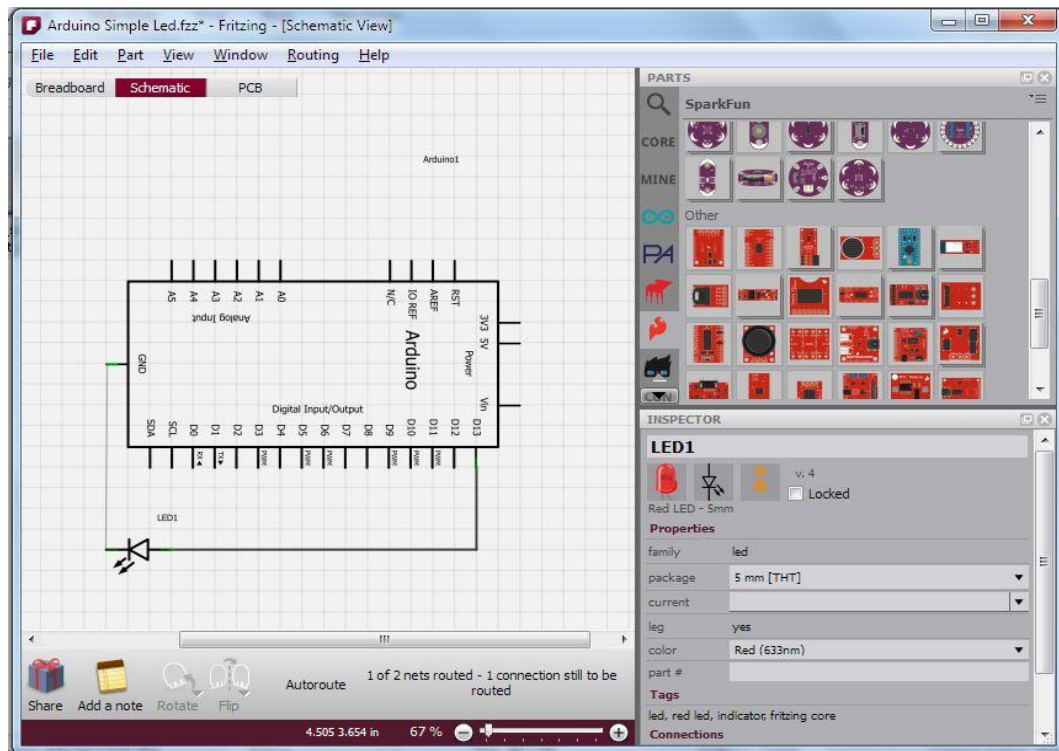 Arduino Simple Led.fzz* - Fritzing - [Schematic View]
File Edit Part View Window Routing Help
Breadboard Schematic PCB
Arduino1
A5 A4 A3 A2 A1 A0 N/C IO REF AREF RST
Analog Input
Arduino
3V3 5V
Power
Vin
GND
Digital Input/Output
SDA SCL D0 D1 D2 D3 D4 D5 D6 D7 D8 D9 D10 D11 D12 D13
RX◄ TX► PWM PWM PWM PWM PWM PWM
LED1
Share Add a note Rotate Flip Autoroute
1 of 2 nets routed - 1 connection still to be
routed
4.505 3.654 in 67 %
PARTS
SparkFun
CORE
MINE
PA
Other
INSPECTOR
LED1
v. 4
Locked
Red LED - 5mm
Properties
family led
package 5 mm [THT]
current
leg yes
color Red (633nm)
part #
Tags
led, red led, indicator, fritzing core
Connections